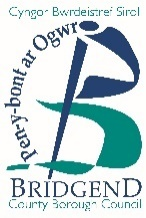 Cyngor Bwrdeistref Sirol
Pen-y-bont ar Ogwr
BRIDGEND
County Borough Council